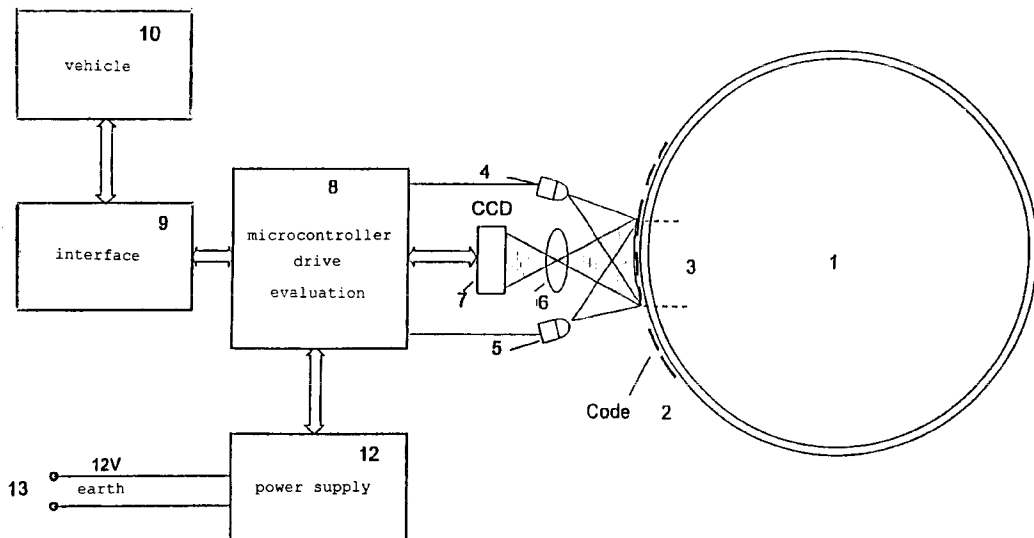 10
vehicle
4
8
CCD
9
microcontroller
interface
drive
3
1
evaluation
7
6
5
Code 2
12
12V
13
earth
power supply